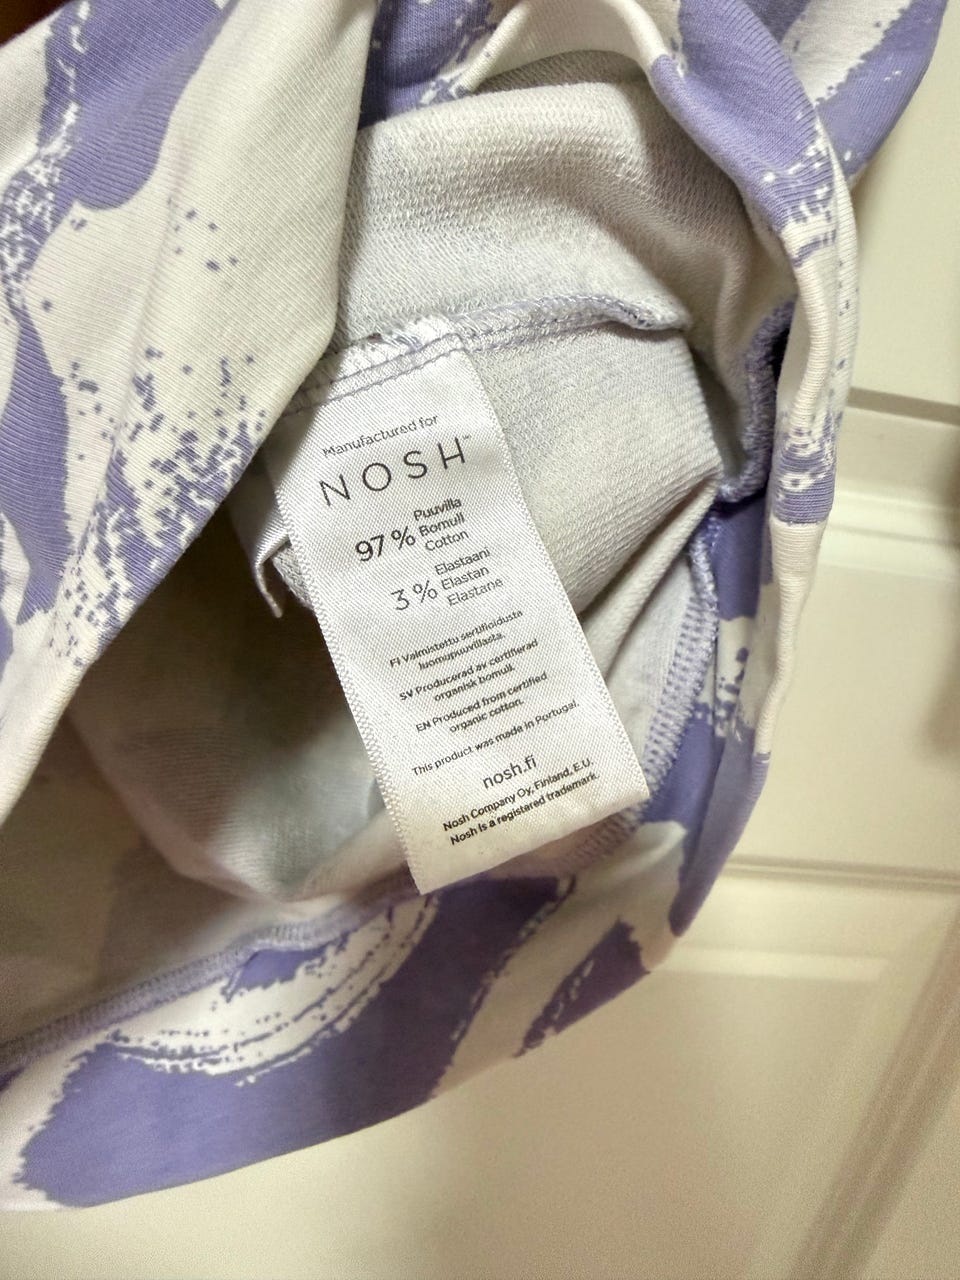 Manufactured for
NOSH™
97%
Puuvilla
Bomull
Cotton
3%
Elastaani
Elastan
Elastane
FI Valmistettu sertifioidusta
luomupuuvillasta.
SV Producerad av certifierad
organisk bomull.
EN Produced from certified
organic cotton.
This product was made in Portugal.
nosh.fi
Nosh Company Oy, Finland, E.U.
Nosh is a registered trademark.